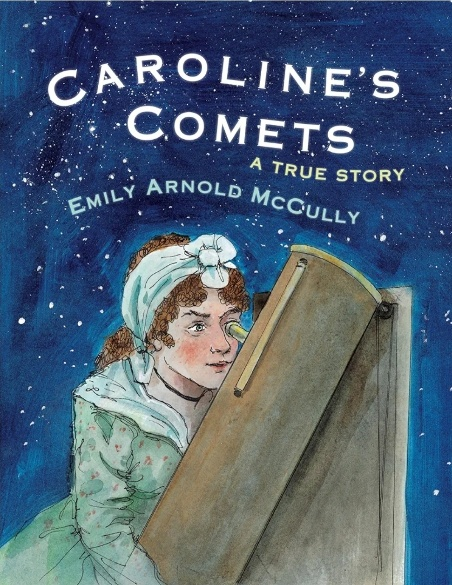 CAROLINE'S
COMETS
A TRUE STORY
EMILY ARNOLD MCCULLY